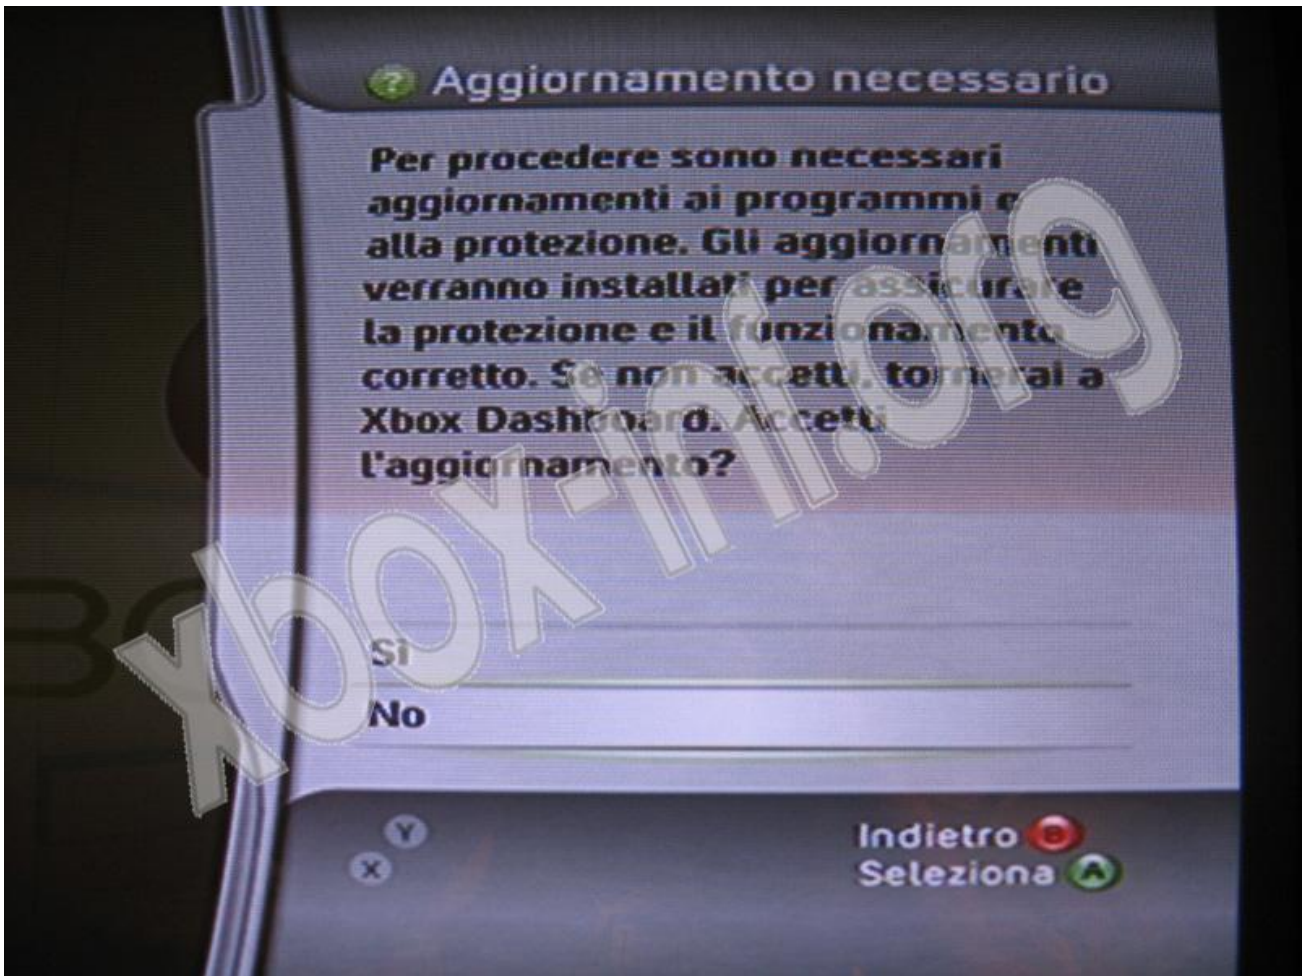 Aggiornamento necessario
Per procedere sono necessari
aggiornamenti ai programmi e
alla protezione. Gli aggiornamenti
verranno installati per assicurare
la protezione e il funzionamento
corretto. Se non accetti, tornerai a
Xbox Dashboard. Accetti
l'aggiornamento?
Sì
No
Y
X
Indietro B
Seleziona A
xbox-inf.org